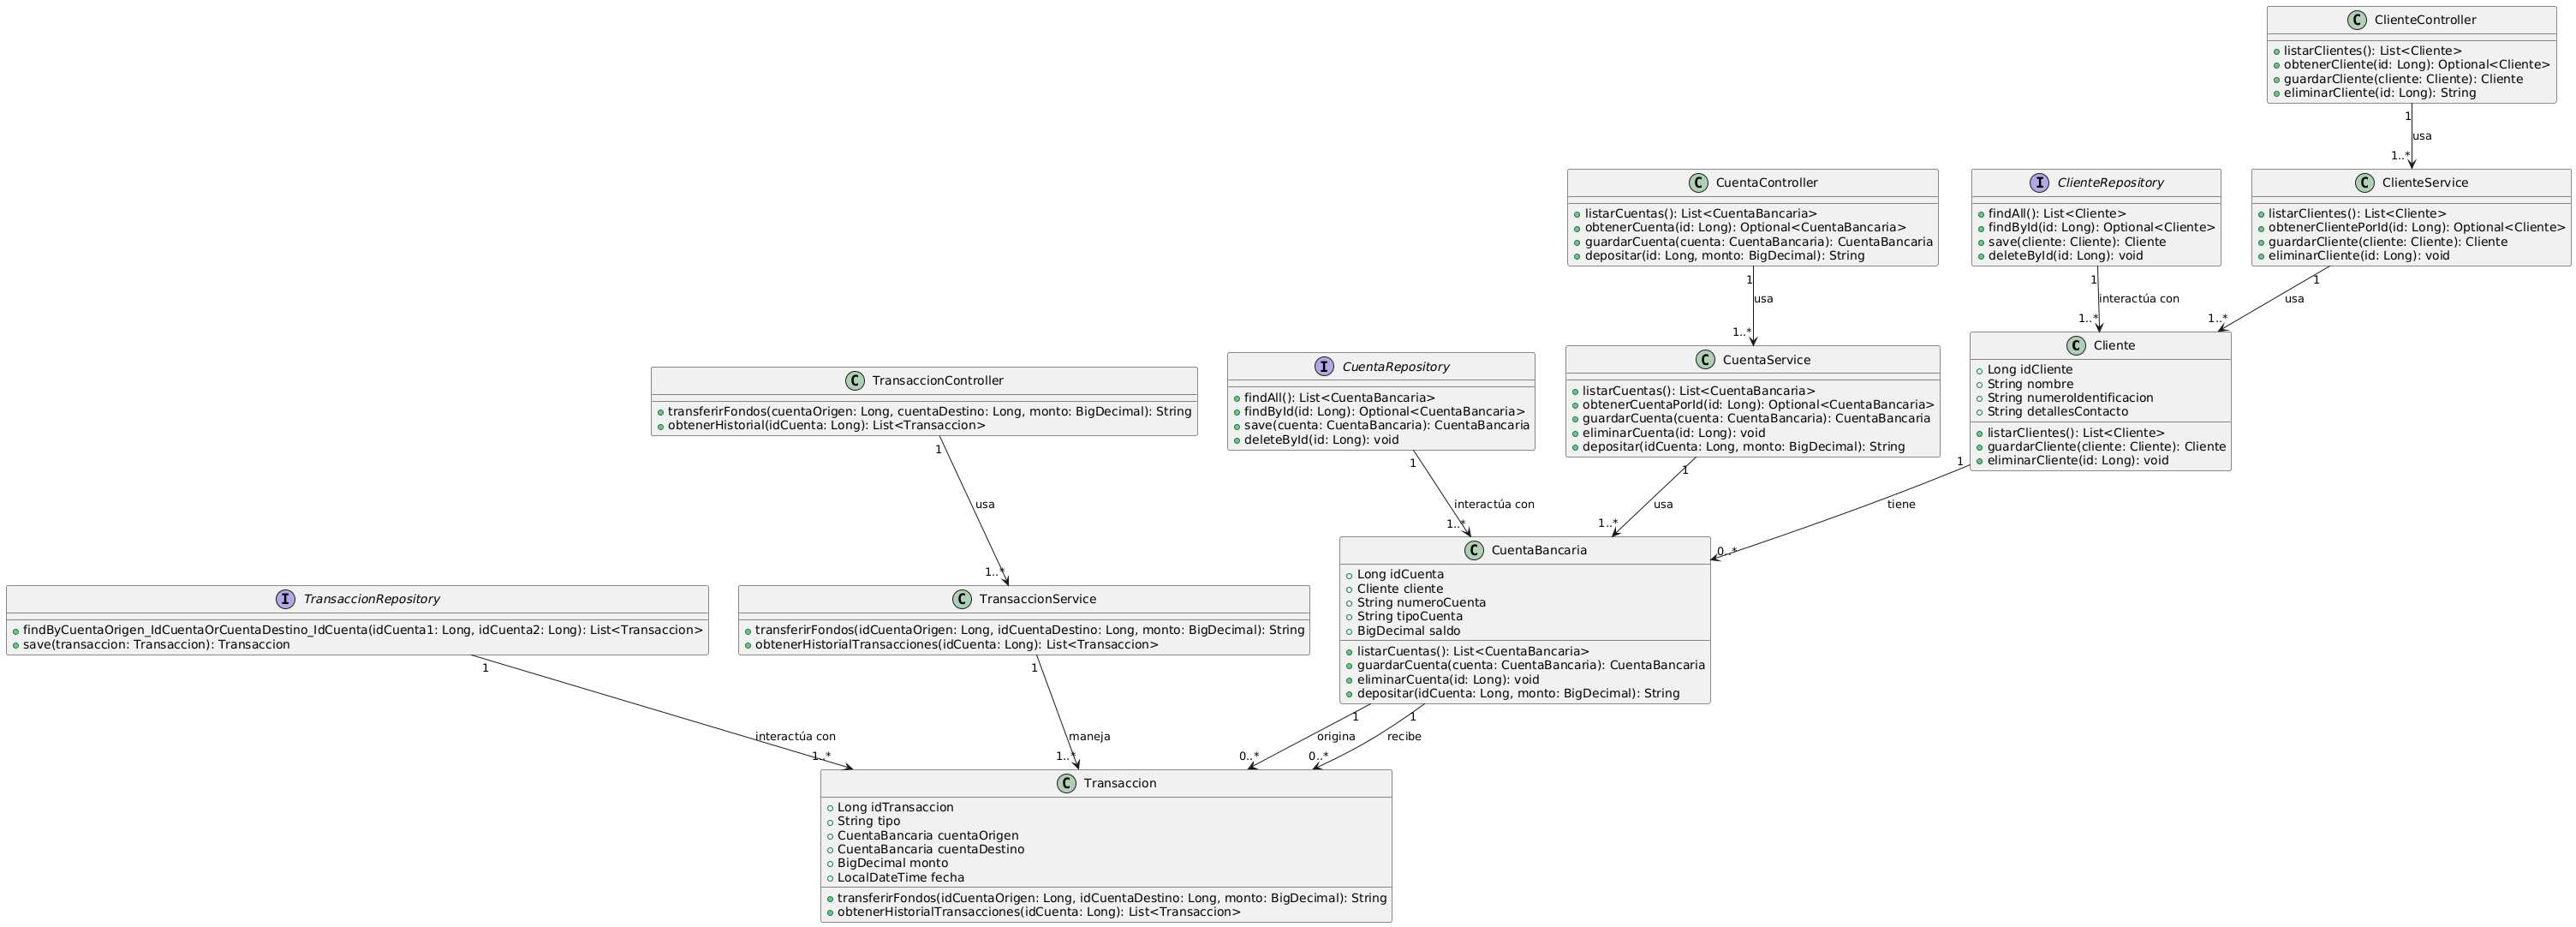 ClienteController
listarClientes(): List<Cliente>
obtenerCliente(id: Long): Optional<Cliente>
guardarCliente(cliente: Cliente): Cliente
eliminarCliente(id: Long): String
1
usa
1..*
C CuentaController
listarCuentas(): List<CuentaBancaria>
obtenerCuenta(id: Long): Optional<CuentaBancaria>
guardarCuenta(cuenta: CuentaBancaria): CuentaBancaria
depositar(id: Long, monto: BigDecimal): String
I ClienteRepository
findAll(): List<Cliente>
findById(id: Long): Optional<Cliente>
save(cliente: Cliente): Cliente
deleteById(id: Long): void
C ClienteService
listarClientes(): List<Cliente>
obtenerClientePorId(id: Long): Optional<Cliente>
guardarCliente(cliente: Cliente): Cliente
eliminarCliente(id: Long): void
1
usa
1..*
1
interactúa con
1..*
1
usa
1..*
C TransaccionController
transferirFondos(cuentaOrigen: Long, cuentaDestino: Long, monto: BigDecimal): String
obtenerHistorial(idCuenta: Long): List<Transaccion>
I CuentaRepository
findAll(): List<CuentaBancaria>
findById(id: Long): Optional<CuentaBancaria>
save(cuenta: CuentaBancaria): CuentaBancaria
deleteById(id: Long): void
C CuentaService
listarCuentas(): List<CuentaBancaria>
obtenerCuentaPorId(id: Long): Optional<CuentaBancaria>
guardarCuenta(cuenta: CuentaBancaria): CuentaBancaria
eliminarCuenta(id: Long): void
depositar(idCuenta: Long, monto: BigDecimal): String
C Cliente
Long idCliente
String nombre
String numeroIdentificacion
String detallesContacto
listarClientes(): List<Cliente>
guardarCliente(cliente: Cliente): Cliente
eliminarCliente(id: Long): void
1
usa
1..*
1
interactúa con
1..*
1
usa
1..*
1
tiene
0..*
I TransaccionRepository
findByCuentaOrigen_IdCuentaOrCuentaDestino_IdCuenta(idCuenta1: Long, idCuenta2: Long): List<Transaccion>
save(transaccion: Transaccion): Transaccion
C TransaccionService
transferirFondos(idCuentaOrigen: Long, idCuentaDestino: Long, monto: BigDecimal): String
obtenerHistorialTransacciones(idCuenta: Long): List<Transaccion>
C CuentaBancaria
Long idCuenta
Cliente cliente
String numeroCuenta
String tipoCuenta
BigDecimal saldo
listarCuentas(): List<CuentaBancaria>
guardarCuenta(cuenta: CuentaBancaria): CuentaBancaria
eliminarCuenta(id: Long): void
depositar(idCuenta: Long, monto: BigDecimal): String
1
interactúa con
1..*
1
maneja
1..*
1
origina
0..*
1
recibe
0..*
C Transaccion
Long idTransaccion
String tipo
CuentaBancaria cuentaOrigen
CuentaBancaria cuentaDestino
BigDecimal monto
LocalDateTime fecha
transferirFondos(idCuentaOrigen: Long, idCuentaDestino: Long, monto: BigDecimal): String
obtenerHistorialTransacciones(idCuenta: Long): List<Transaccion>